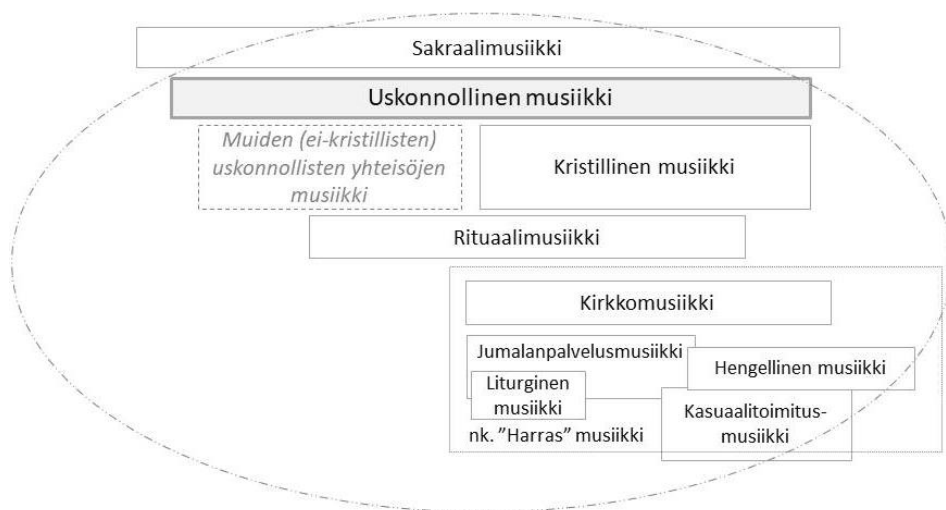 Sakraalimusiikki
Uskonnollinen musiikki
Muiden (ei-kristillisten)
uskonnollisten yhteisöjen
musiikki
Kristillinen musiikki
Rituaalimusiikki
Kirkkomusiikki
Jumalanpalvelusmusiikki
Hengellinen musiikki
Liturginen
musiikki
Kasuaalitoimitus-
musiikki
nk. ”Harras” musiikki